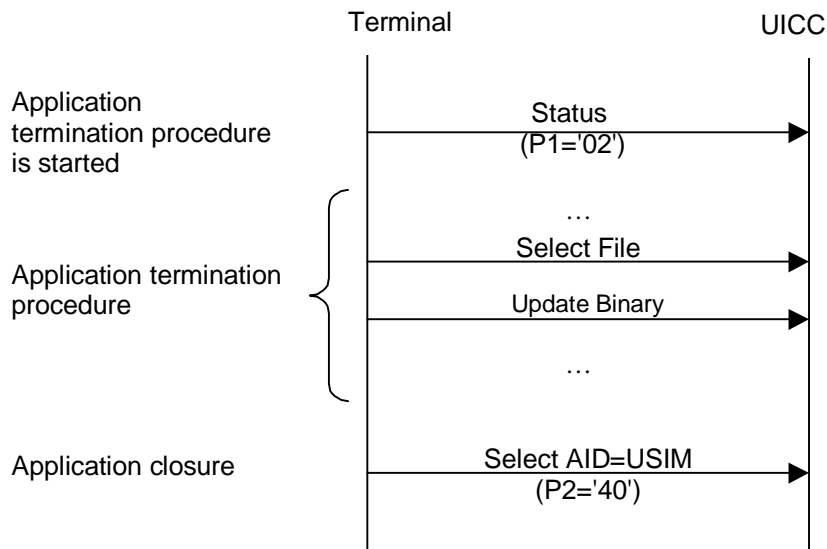 Terminal
UICC
Application
termination procedure
is started
Status
(P1='02')
...
Select File
Application termination
procedure
Update Binary
...
Application closure
Select AID=USIM
(P2='40')